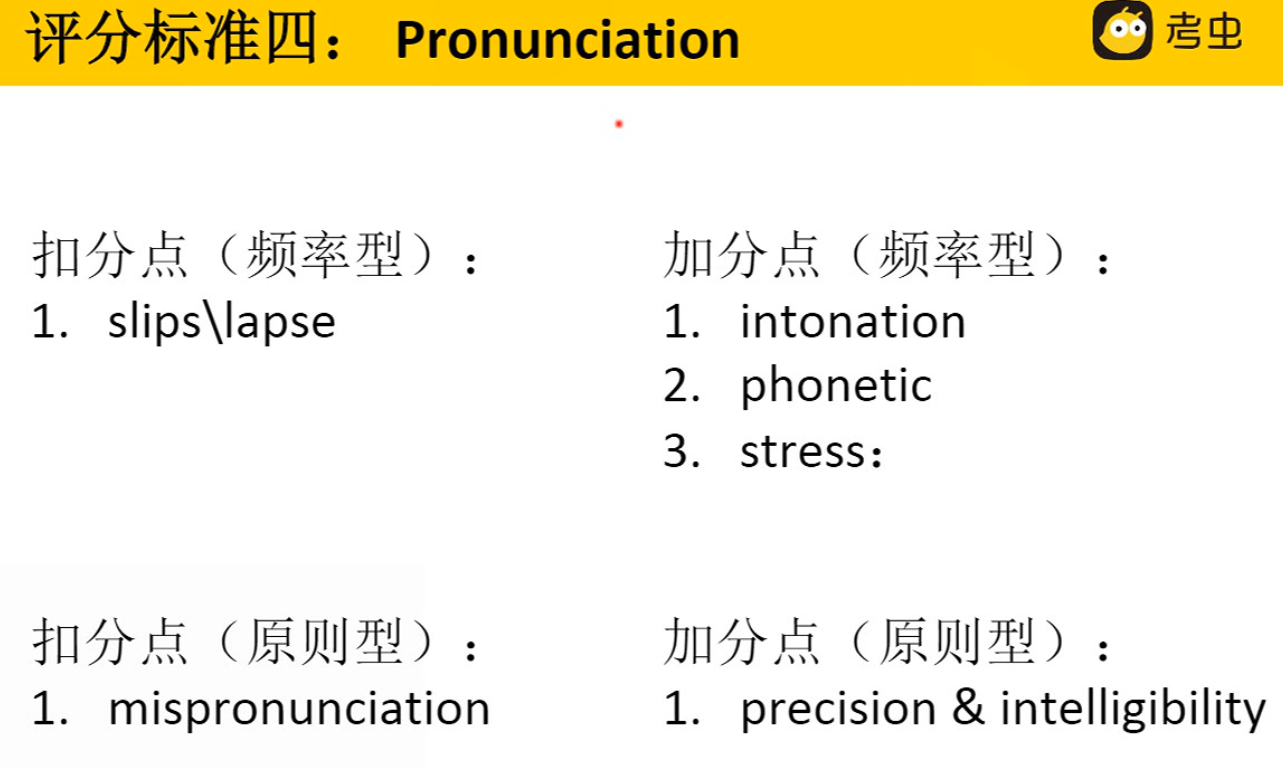 评分标准四： Pronunciation
考虫
扣分点（频率型）：
1. slips\lapse
加分点（频率型）：
1. intonation
2. phonetic
3. stress：
扣分点（原则型）：
1. mispronunciation
加分点（原则型）：
1. precision & intelligibility